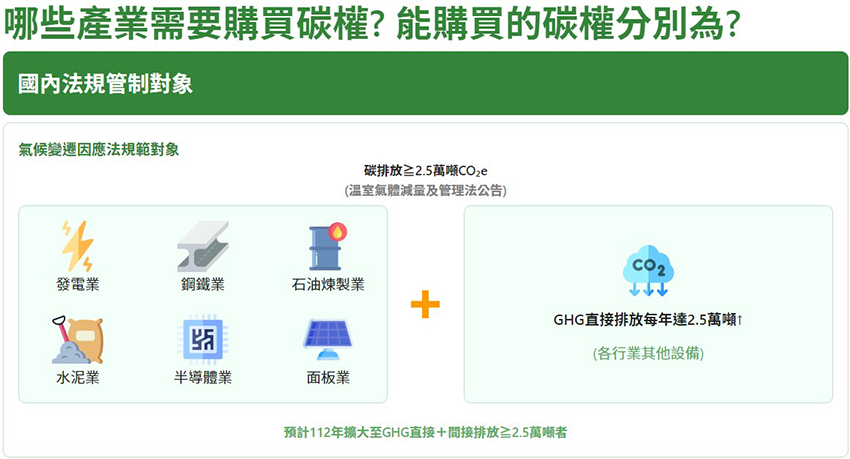 哪些產業需要購買碳權? 能購買的碳權分別為?
國內法規管制對象
氣候變遷因應法規範對象
碳排放≧2.5萬噸CO₂e
(溫室氣體減量及管理法公告)
發電業
鋼鐵業
石油煉製業
水泥業
半導體業
面板業
+
CO2
GHG直接排放每年達2.5萬噸↑
(各行業其他設備)
預計112年擴大至GHG直接＋間接排放≧2.5萬噸者